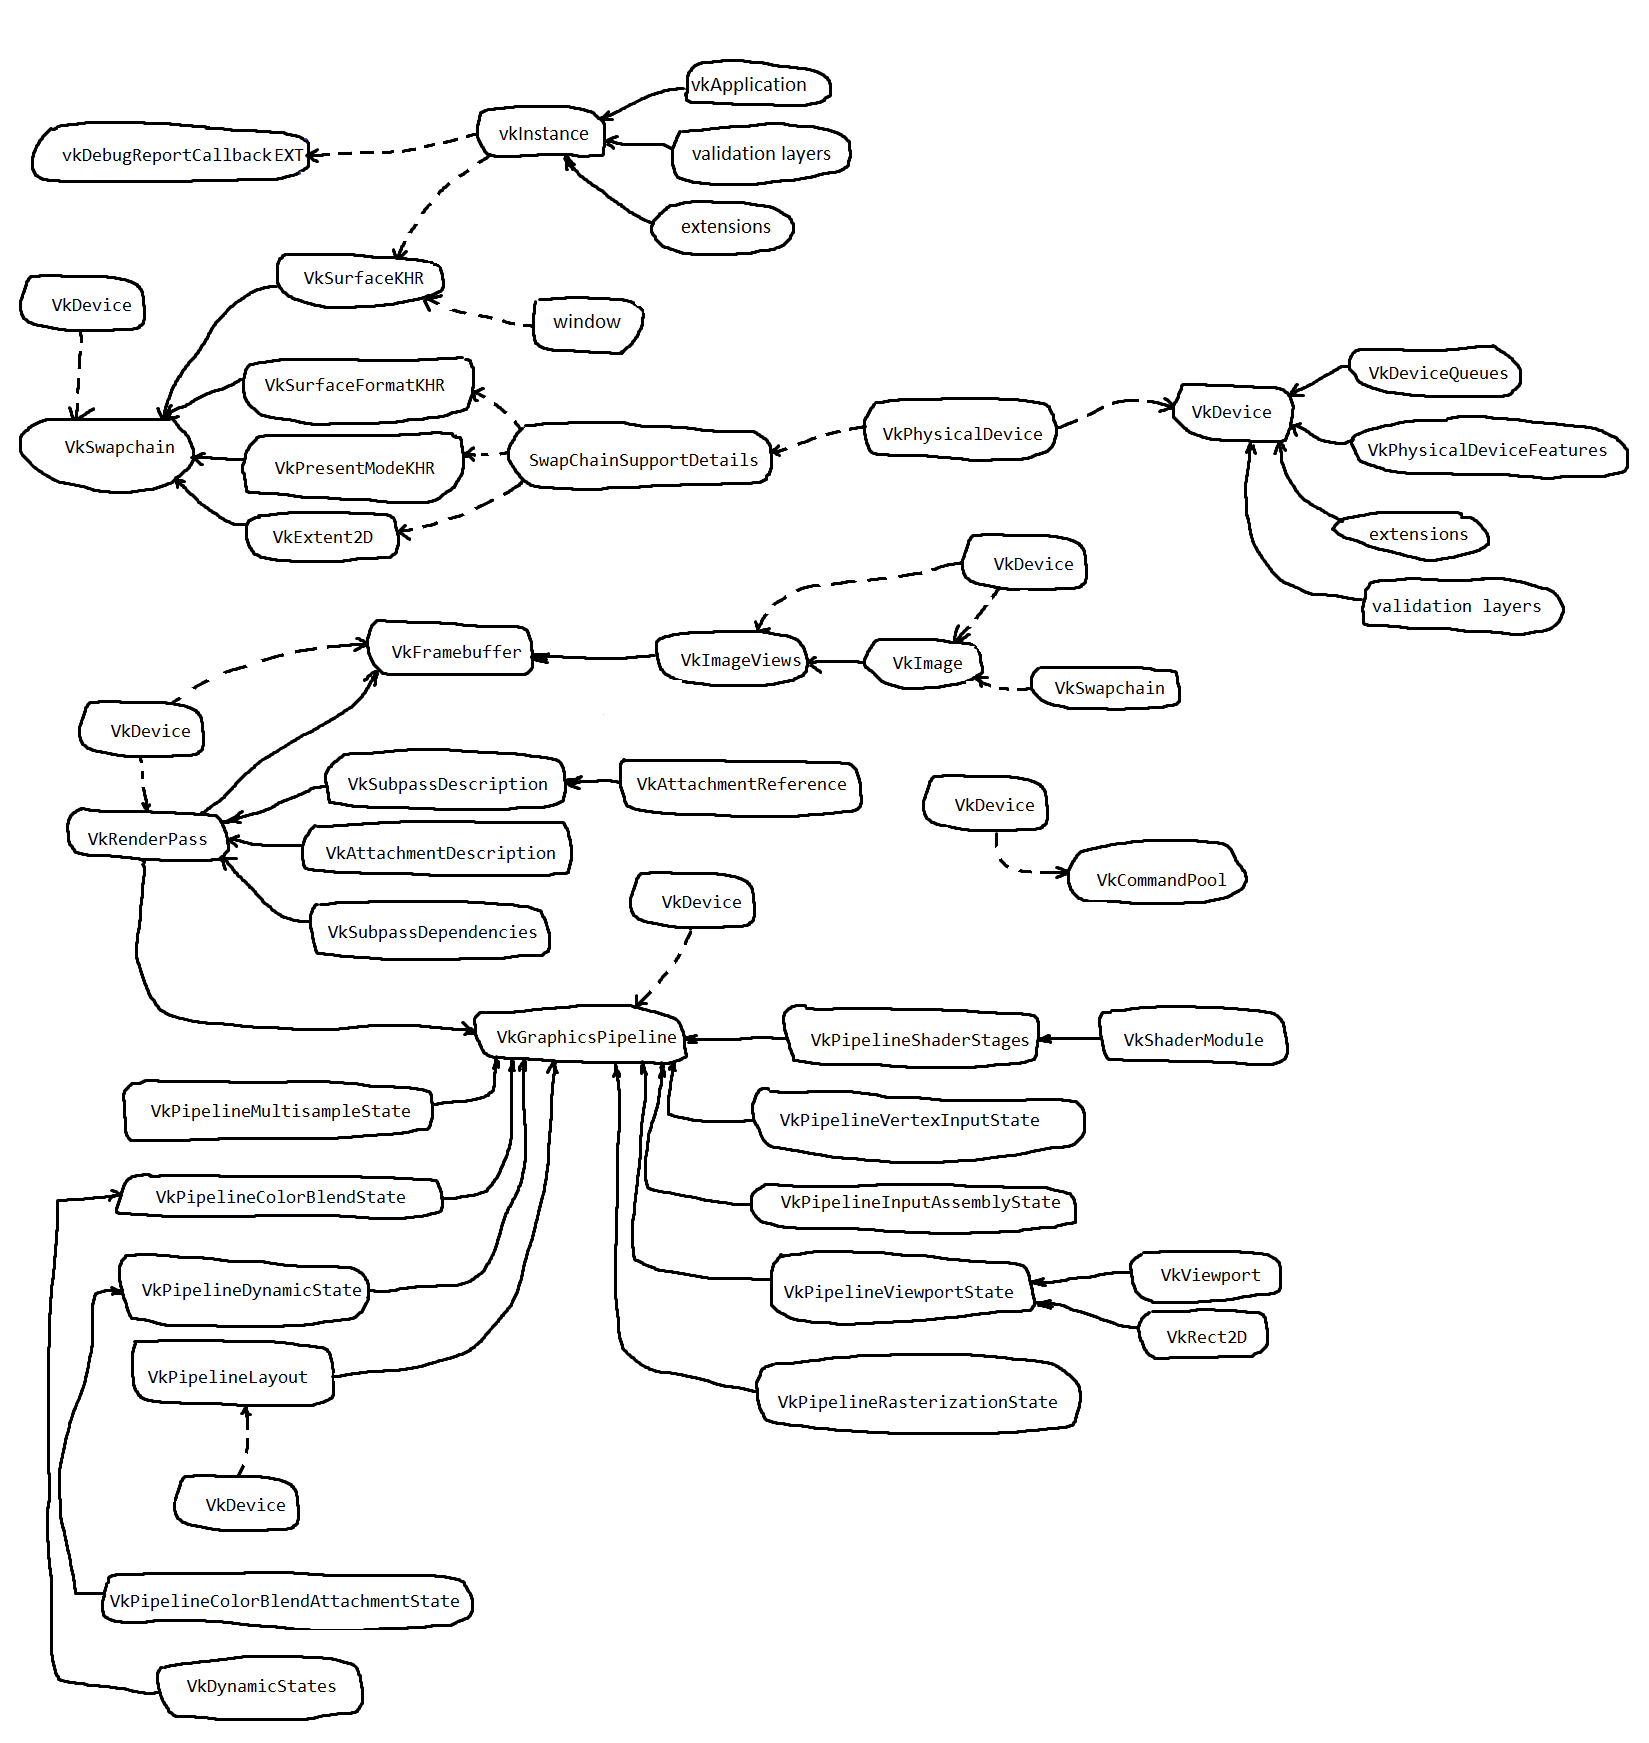 vkApplication
vkInstance
vkDebugReportCallbackEXT
validation layers
extensions
VkSurfaceKHR
VkDevice
window
VkSurfaceFormatKHR
VkSwapchain
VkPresentModeKHR
VkExtent2D
SwapChainSupportDetails
VkPhysicalDevice
VkDevice
VkDeviceQueues
VkPhysicalDeviceFeatures
extensions
validation layers
VkDevice
VkFramebuffer
VkImageViews
VkImage
VkSwapchain
VkDevice
VkSubpassDescription
VkAttachmentReference
VkRenderPass
VkAttachmentDescription
VkSubpassDependencies
VkDevice
VkCommandPool
VkDevice
VkGraphicsPipeline
VkPipelineShaderStages
VkShaderModule
VkPipelineMultisampleState
VkPipelineVertexInputState
VkPipelineColorBlendState
VkPipelineInputAssemblyState
VkPipelineDynamicState
VkPipelineViewportState
VkViewport
VkRect2D
VkPipelineLayout
VkPipelineRasterizationState
VkDevice
VkPipelineColorBlendAttachmentState
VkDynamicStates